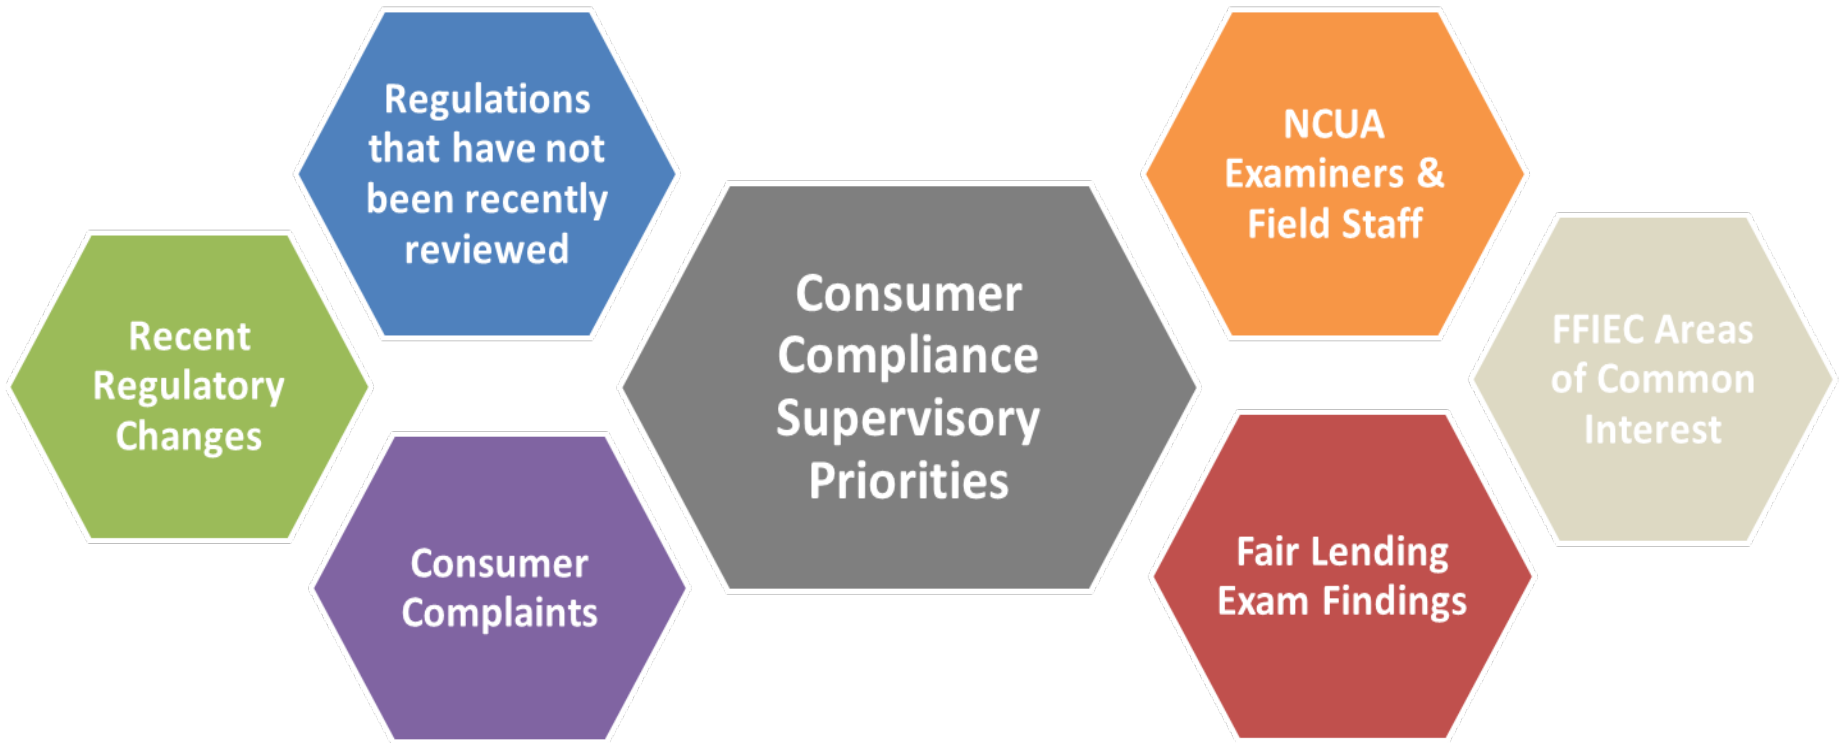 Regulations
that have not
been recently
reviewed
Recent
Regulatory
Changes
Consumer
Complaints
Consumer
Compliance
Supervisory
Priorities
NCUA
Examiners &
Field Staff
FFIEC Areas
of Common
Interest
Fair Lending
Exam Findings